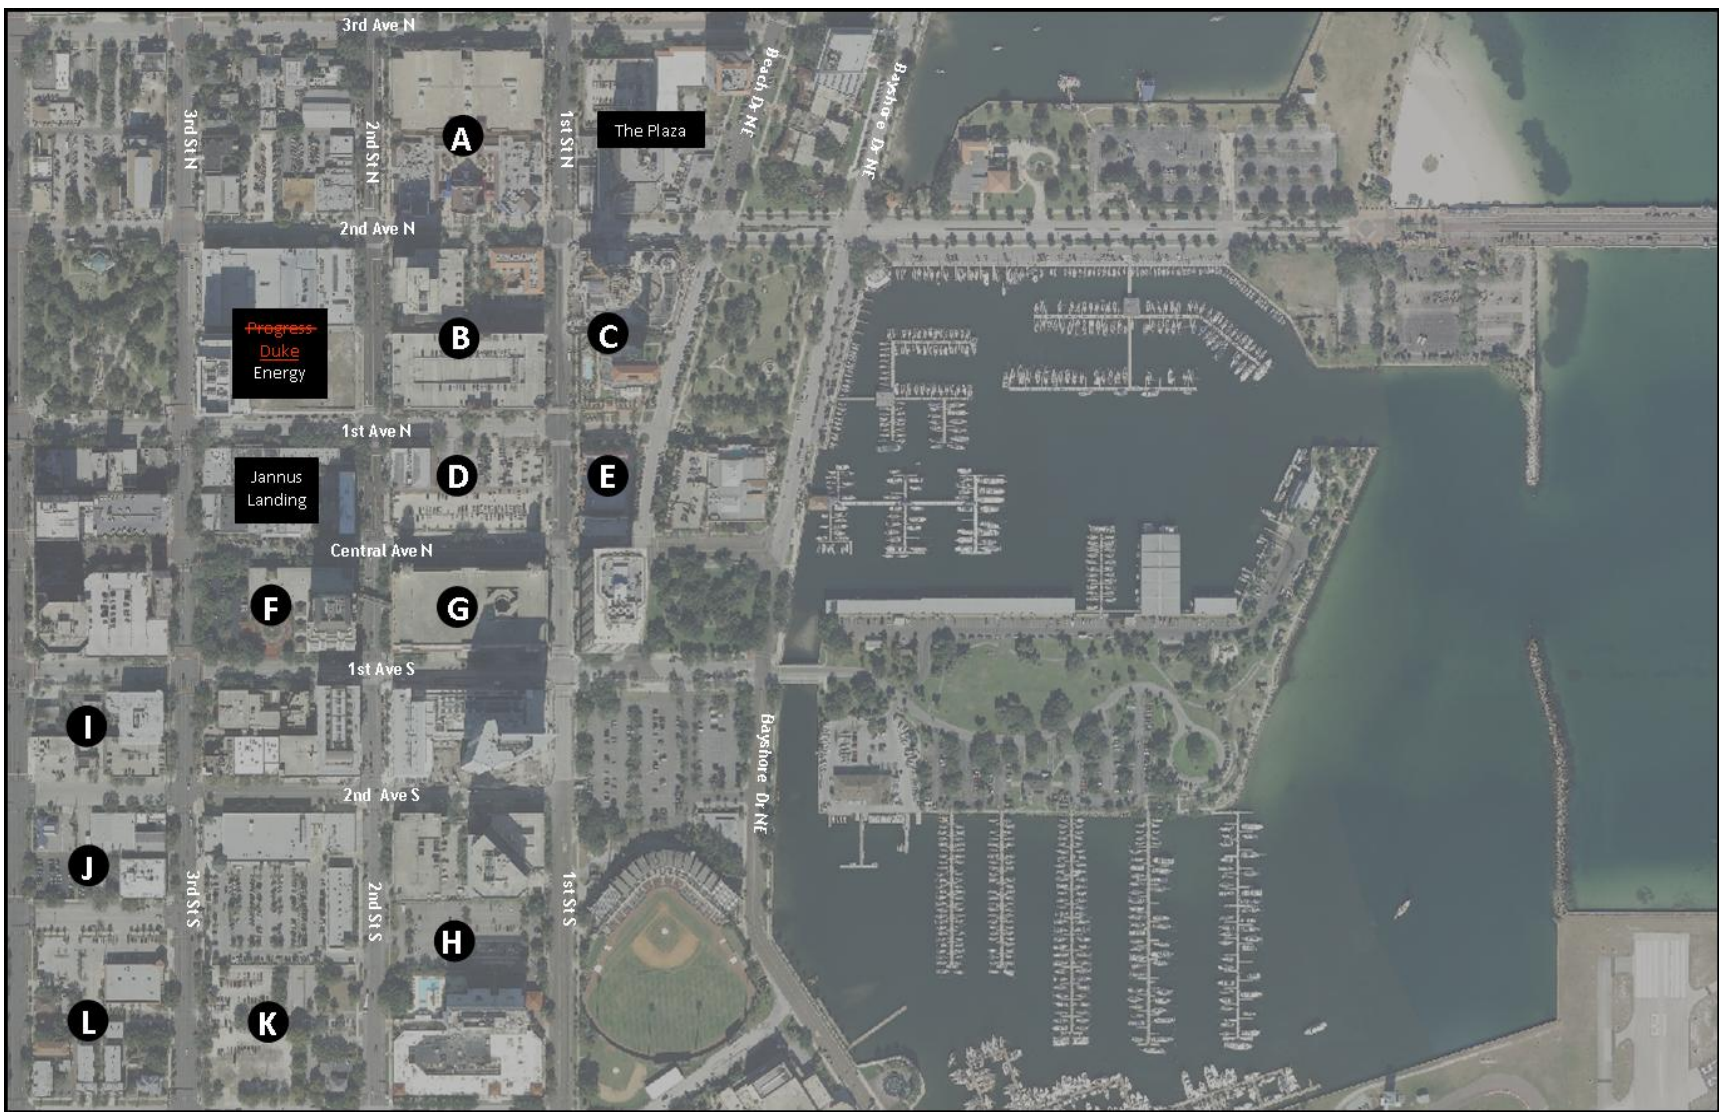 3rd Ave N
Beach Dr NE
Bayshore Dr NE
3rd St N
2nd St N
A
1st St N
The Plaza
2nd Ave N
Progress
Duke
Energy
B
C
1st Ave N
Jannus
Landing
D
E
Central Ave N
F
G
1st Ave S
I
Bayshore Dr NE
2nd Ave S
J
3rd St S
2nd St S
1st St S
H
L
K